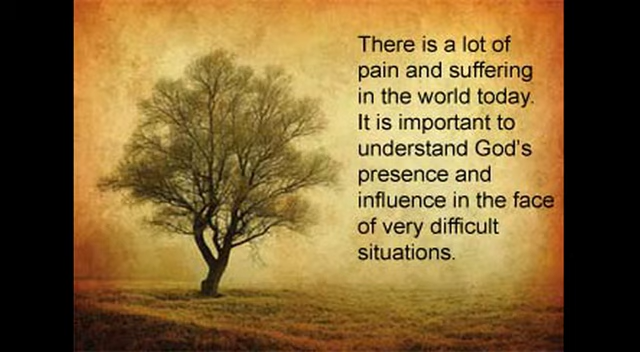 There is a lot of
pain and suffering
in the world today.
It is important to
understand God's
presence and
influence in the face
of very difficult
situations.